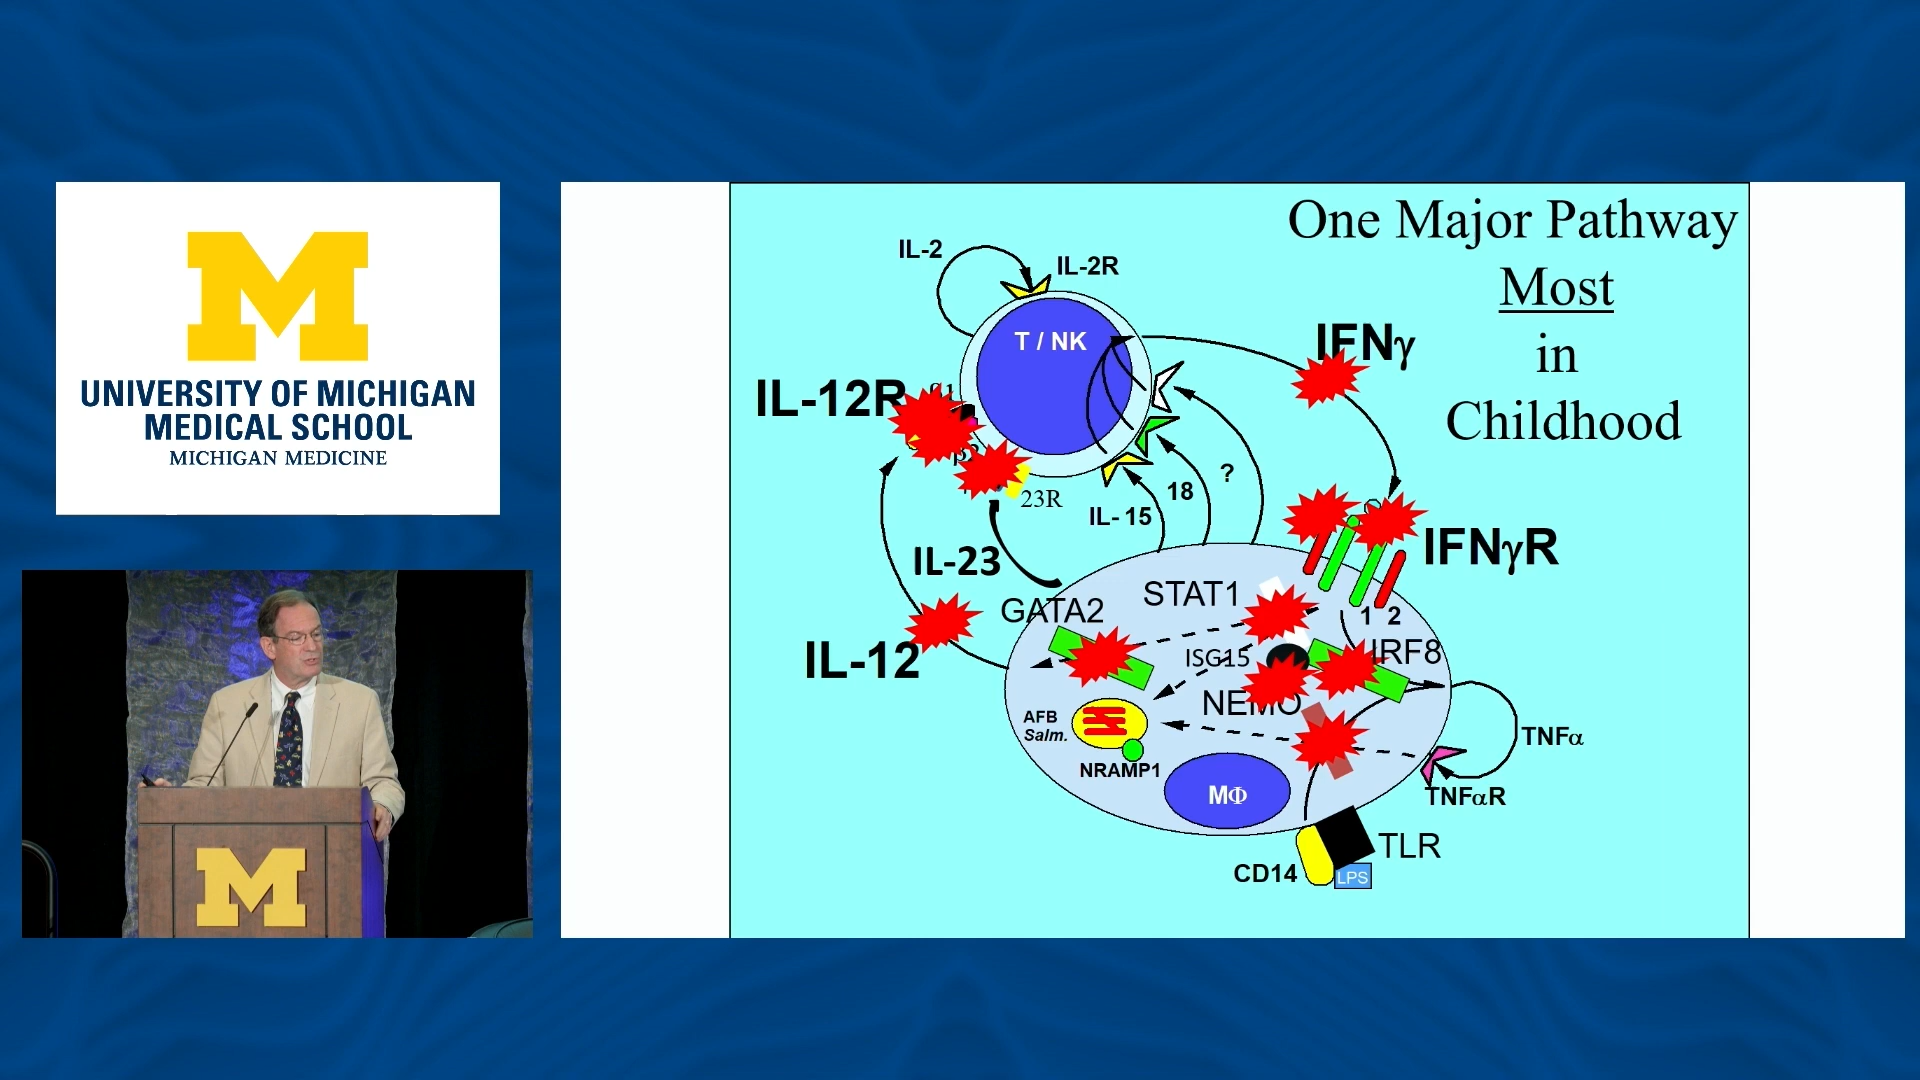 UNIVERSITY OF MICHIGAN
MEDICAL SCHOOL
MICHIGAN MEDICINE
One Major Pathway
Most
in
Childhood
IL-2
IL-2R
T / NK
IFNγ
IL-12R
23R
IL- 15
18
?
IL-23
IFNγR
STAT1
GATA2
1 2
IL-12
ISG15
IRF8
NEMO
AFB
Salm.
NRAMP1
MΦ
TNFα
TNFαR
TLR
CD14
LPS